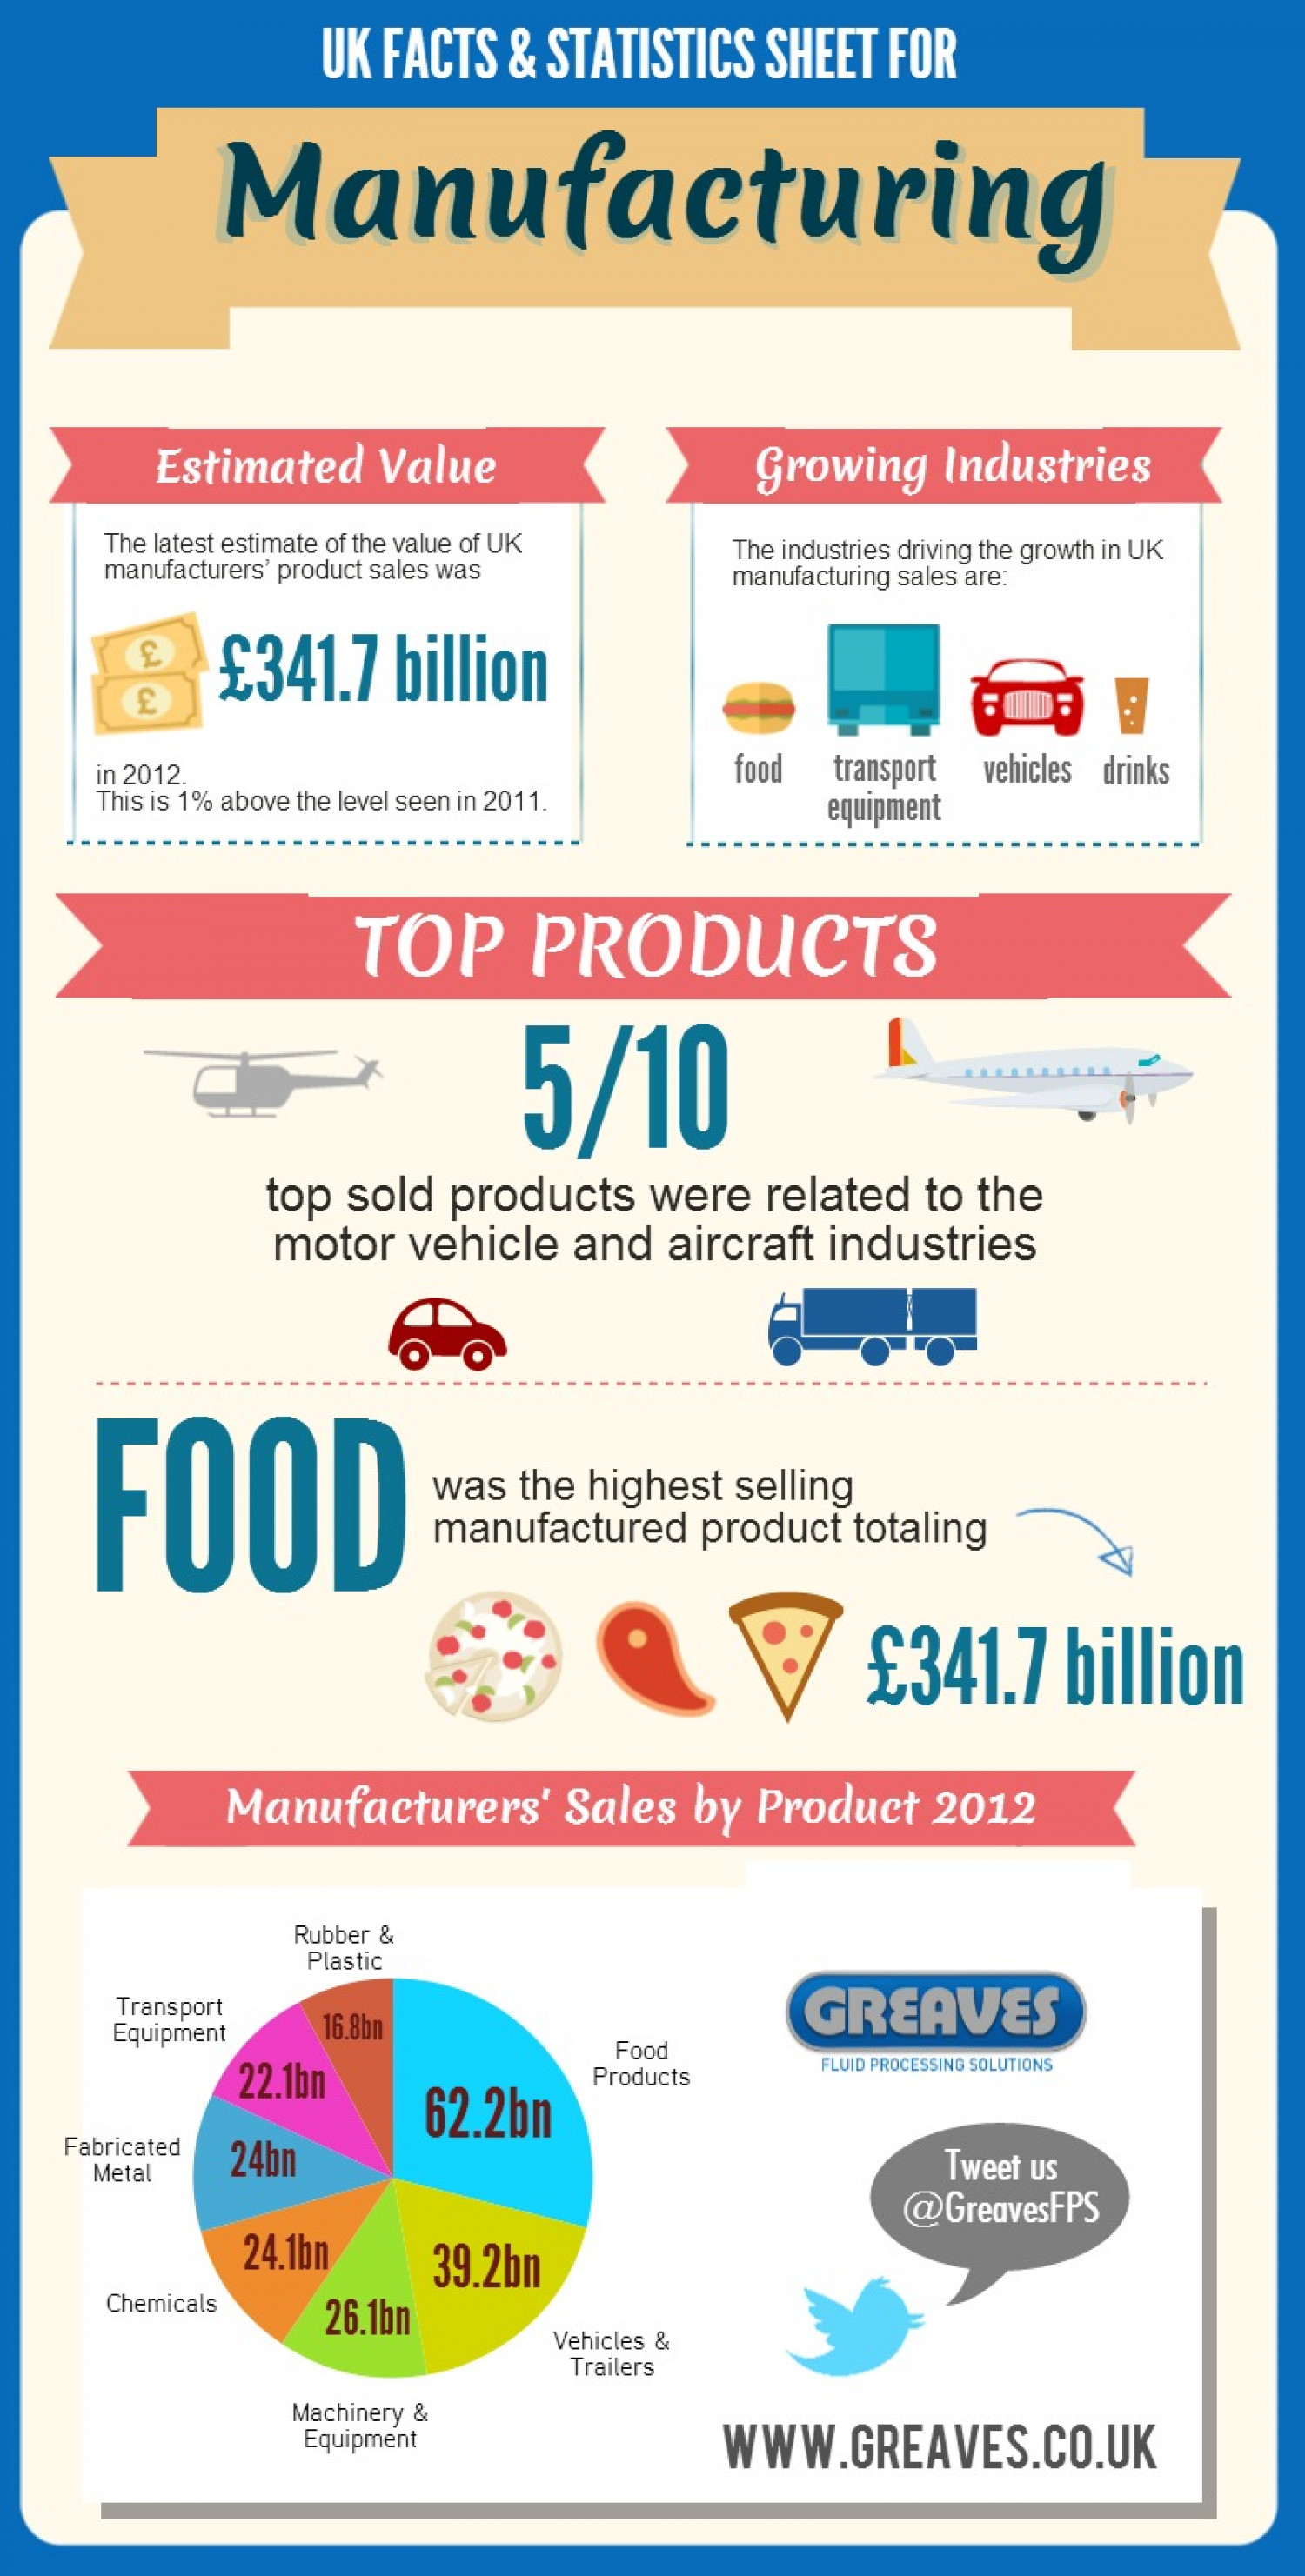 UK FACTS & STATISTICS SHEET FOR
Manufacturing
Estimated Value
The latest estimate of the value of UK
manufacturers' product sales was
£
£
£341.7 billion
in 2012.
This is 1% above the level seen in 2011.
Growing Industries
The industries driving the growth in UK
manufacturing sales are:
food
transport
equipment
vehicles
drinks
TOP PRODUCTS
5/10
top sold products were related to the
motor vehicle and aircraft industries
FOOD
was the highest selling
manufactured product totaling
£341.7 billion
Manufacturers' Sales by Product 2012
Rubber &
Plastic
16.8bn
Transport
Equipment
22.1bn
Food
Products
62.2bn
Fabricated
Metal
24bn
24.1bn
Chemicals
39.2bn
26.1bn
Vehicles &
Trailers
Machinery &
Equipment
GREAVES
FLUID PROCESSING SOLUTIONS
Tweet us
@GreavesFPS
WWW.GREAVES.CO.UK